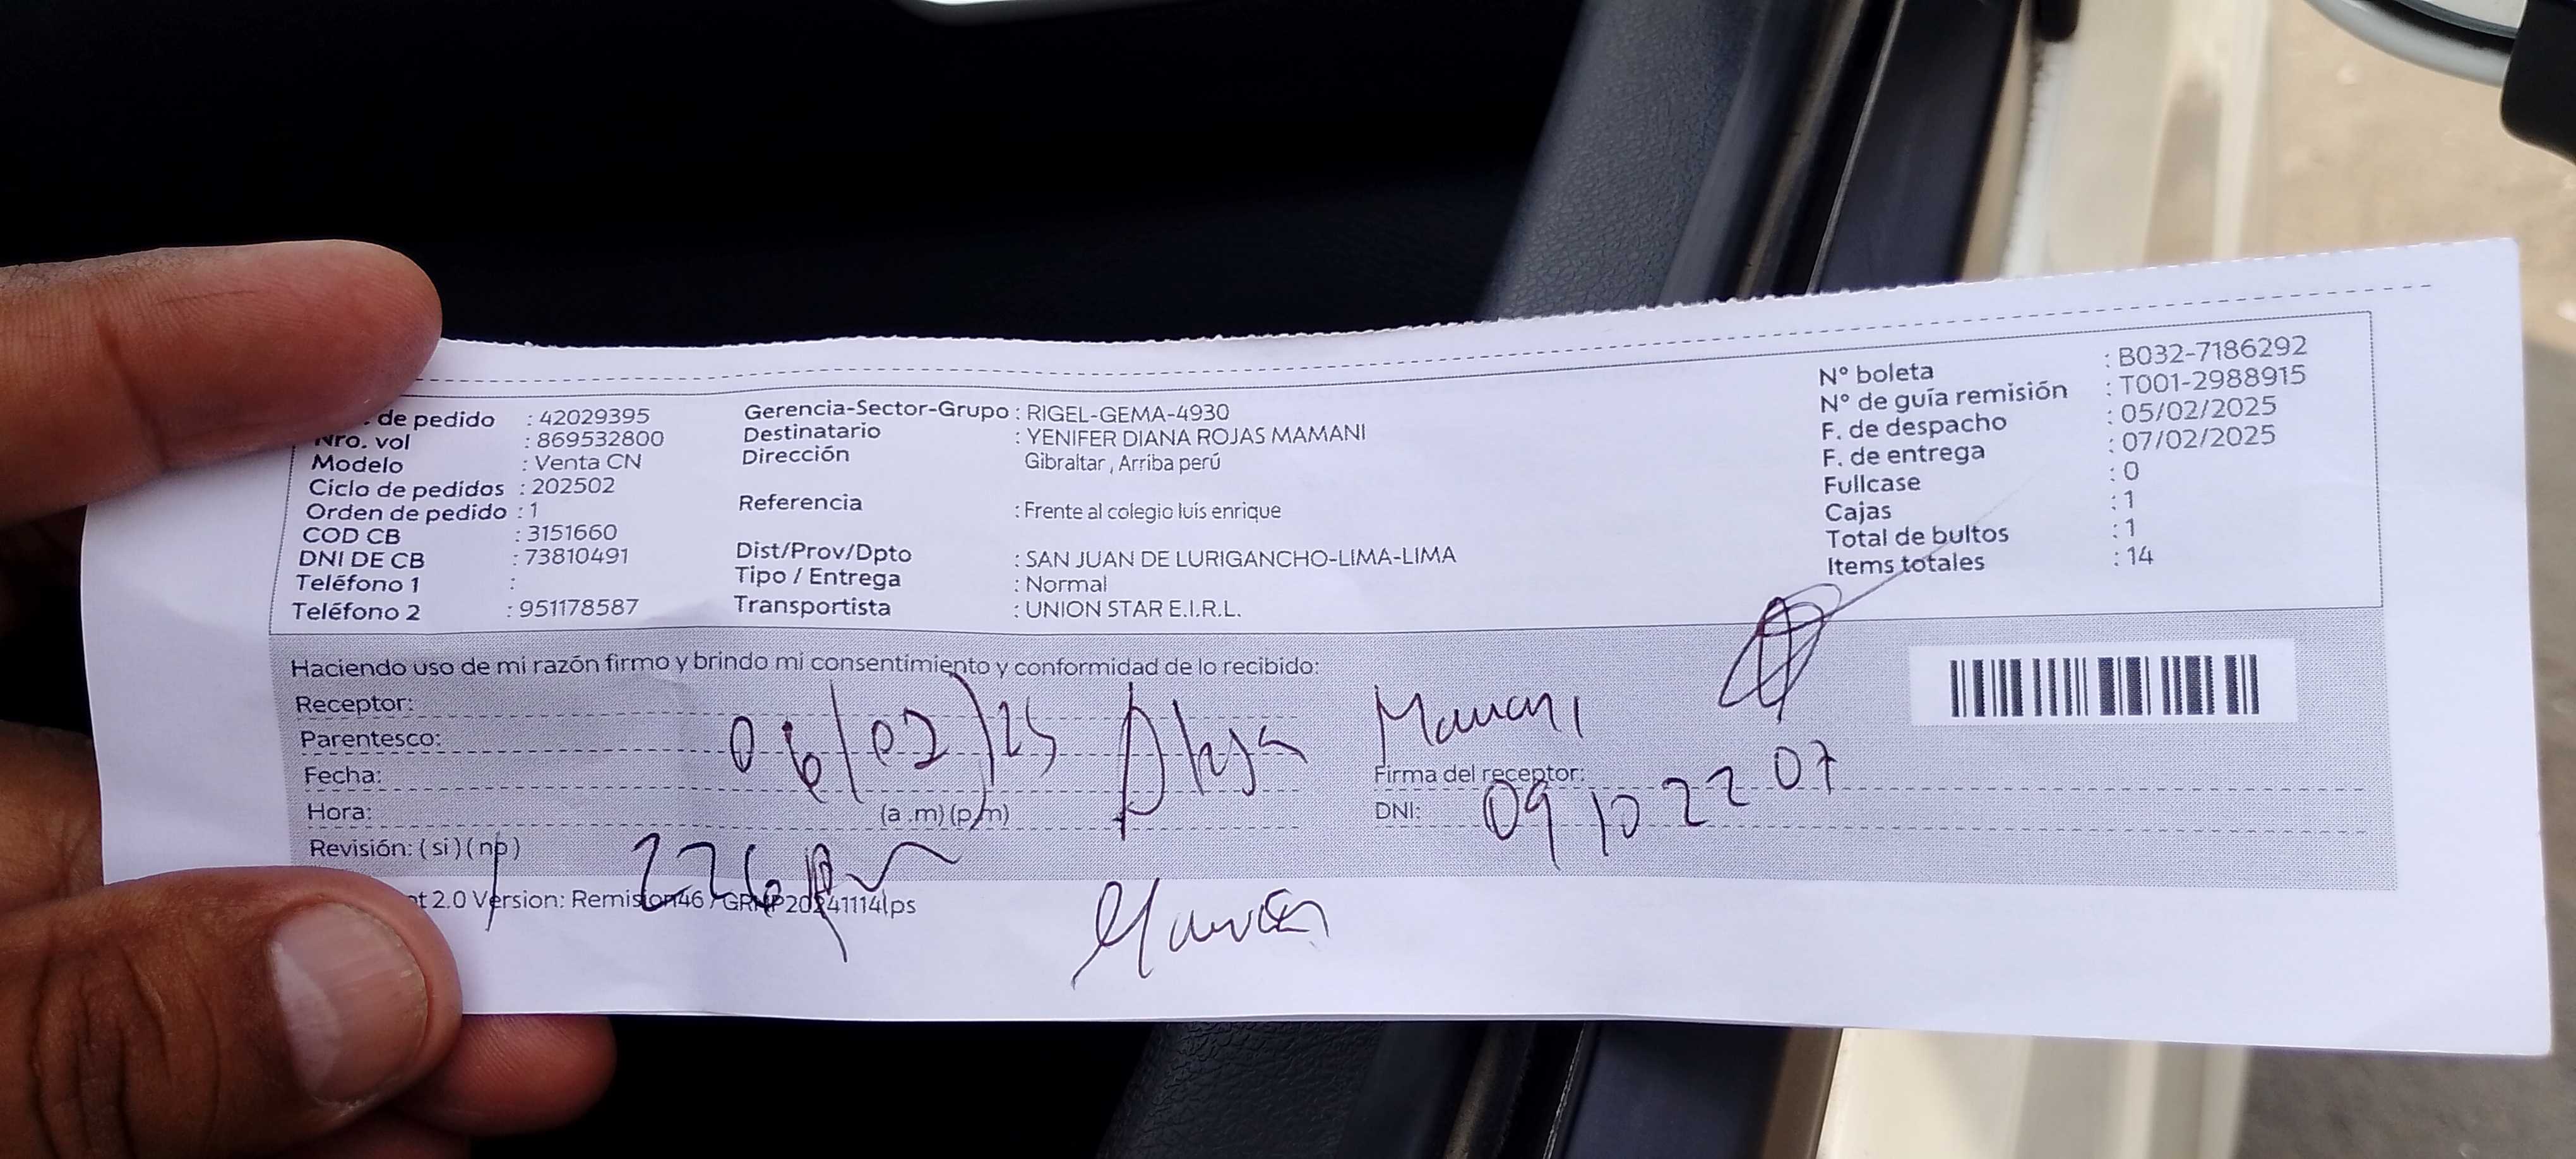 de pedido : 42029395
Nro. vol : 869532800
Modelo : Venta CN
Ciclo de pedidos : 202502
Orden de pedido : 1
COD CB : 3151660
DNI DE CB : 73810491
Teléfono 1 :
Teléfono 2 : 951178587
Gerencia-Sector-Grupo : RIGEL-GEMA-4930
Destinatario : YENIFER DIANA ROJAS MAMANI
Dirección Gibraltar , Arriba perú
Referencia : Frente al colegio luis enrique
Dist/Prov/Dpto : SAN JUAN DE LURIGANCHO-LIMA-LIMA
Tipo / Entrega : Normal
Transportista : UNION STAR E.I.R.L.
N° boleta : B032-7186292
N° de guía remisión : T001-2988915
F. de despacho : 05/02/2025
F. de entrega : 07/02/2025
Fullcase : 0
Cajas : 1
Total de bultos : 1
Items totales : 14
Haciendo uso de mi razón firmo y brindo mi consentimiento y conformidad de lo recibido:
Receptor:
Parentesco:
Fecha: 06/02/25
Hora: (a .m) (p.m)
Revisión: ( si ) ( no )
226 pm
Mamani
Firma del receptor:
DNI: 09102207
2.0 Version: Remision46